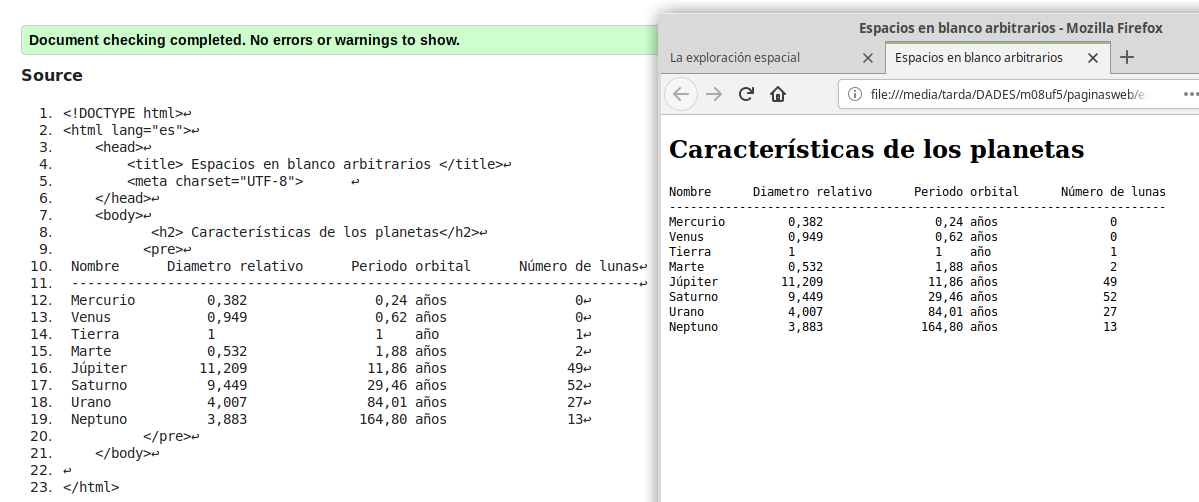 Document checking completed. No errors or warnings to show.
Source
1. <!DOCTYPE html>↩
2. <html lang="es">↩
3.     <head>↩
4.         <title> Espacios en blanco arbitrarios </title>↩
5.         <meta charset="UTF-8">      ↩
6.     </head>↩
7.     <body>↩
8.            <h2> Características de los planetas</h2>↩
9.           <pre>↩
10.  Nombre      Diametro relativo      Periodo orbital      Número de lunas↩
11.  -----------------------------------------------------------------------↩
12.  Mercurio         0,382                0,24 años                0↩
13.  Venus            0,949                0,62 años                0↩
14.  Tierra           1                    1    año                 1↩
15.  Marte            0,532                1,88 años                2↩
16.  Júpiter         11,209               11,86 años               49↩
17.  Saturno          9,449               29,46 años               52↩
18.  Urano            4,007               84,01 años               27↩
19.  Neptuno          3,883              164,80 años               13↩
20.           </pre>↩
21.     </body>↩
22. ↩
23. </html>
Espacios en blanco arbitrarios - Mozilla Firefox
La exploración espacial
Espacios en blanco arbitrarios
file:///media/tarda/DADES/m08uf5/paginasweb/e
Características de los planetas
Nombre      Diametro relativo      Periodo orbital      Número de lunas
-----------------------------------------------------------------------
Mercurio         0,382                0,24 años                0
Venus            0,949                0,62 años                0
Tierra           1                    1    año                 1
Marte            0,532                1,88 años                2
Júpiter         11,209               11,86 años               49
Saturno          9,449               29,46 años               52
Urano            4,007               84,01 años               27
Neptuno          3,883              164,80 años               13